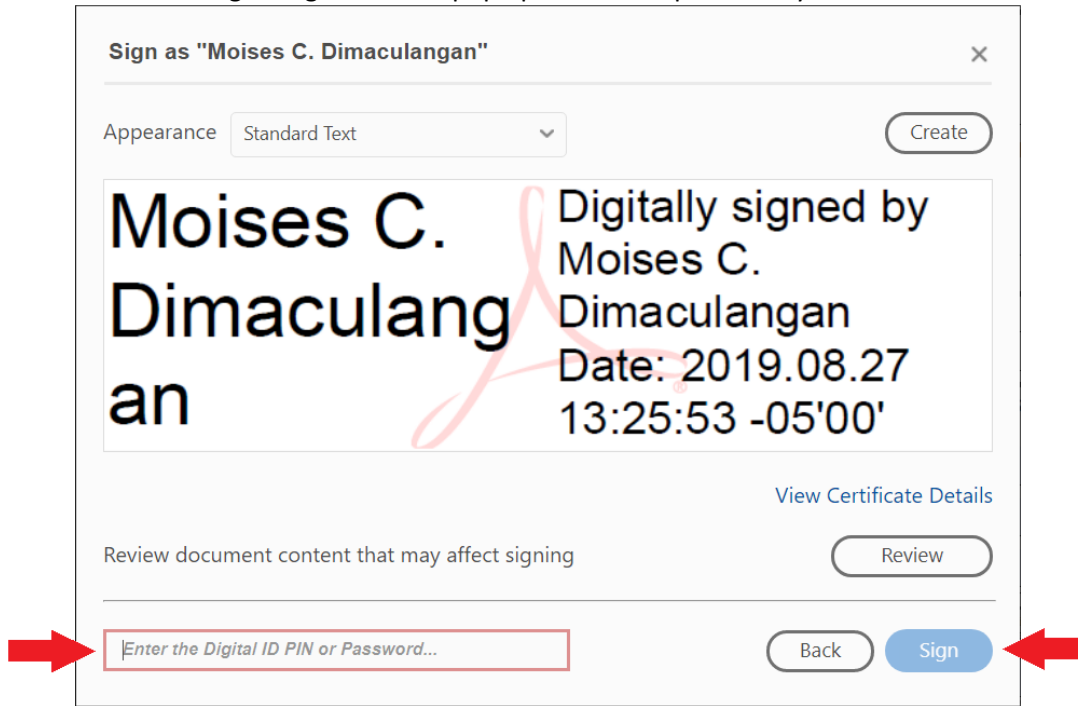 Sign as "Moises C. Dimaculangan"
Appearance Standard Text Create
Moises C.
Dimaculang
an
Digitally signed by
Moises C.
Dimaculangan
Date: 2019.08.27
13:25:53 -05'00'
View Certificate Details
Review document content that may affect signing Review
Enter the Digital ID PIN or Password... Back Sign